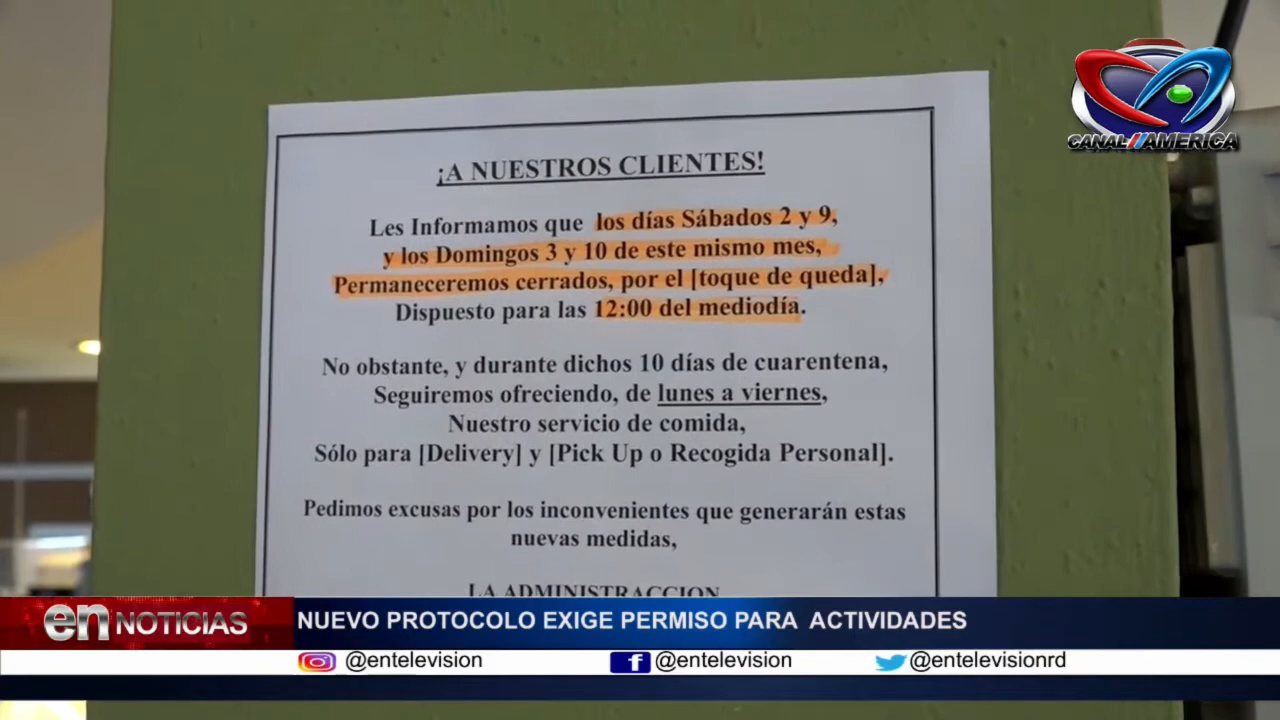 CANAL AMERICA
¡A NUESTROS CLIENTES!
Les Informamos que los días Sábados 2 y 9,
y los Domingos 3 y 10 de este mismo mes,
Permaneceremos cerrados, por el [toque de queda],
Dispuesto para las 12:00 del mediodía.
No obstante, y durante dichos 10 días de cuarentena,
Seguiremos ofreciendo, de lunes a viernes,
Nuestro servicio de comida,
Sólo para [Delivery] y [Pick Up o Recogida Personal].
Pedimos excusas por los inconvenientes que generarán estas
nuevas medidas,
LA ADMINISTRACCION
en NOTICIAS
NUEVO PROTOCOLO EXIGE PERMISO PARA ACTIVIDADES
@entelevision
@entelevision
@entelevisionrd